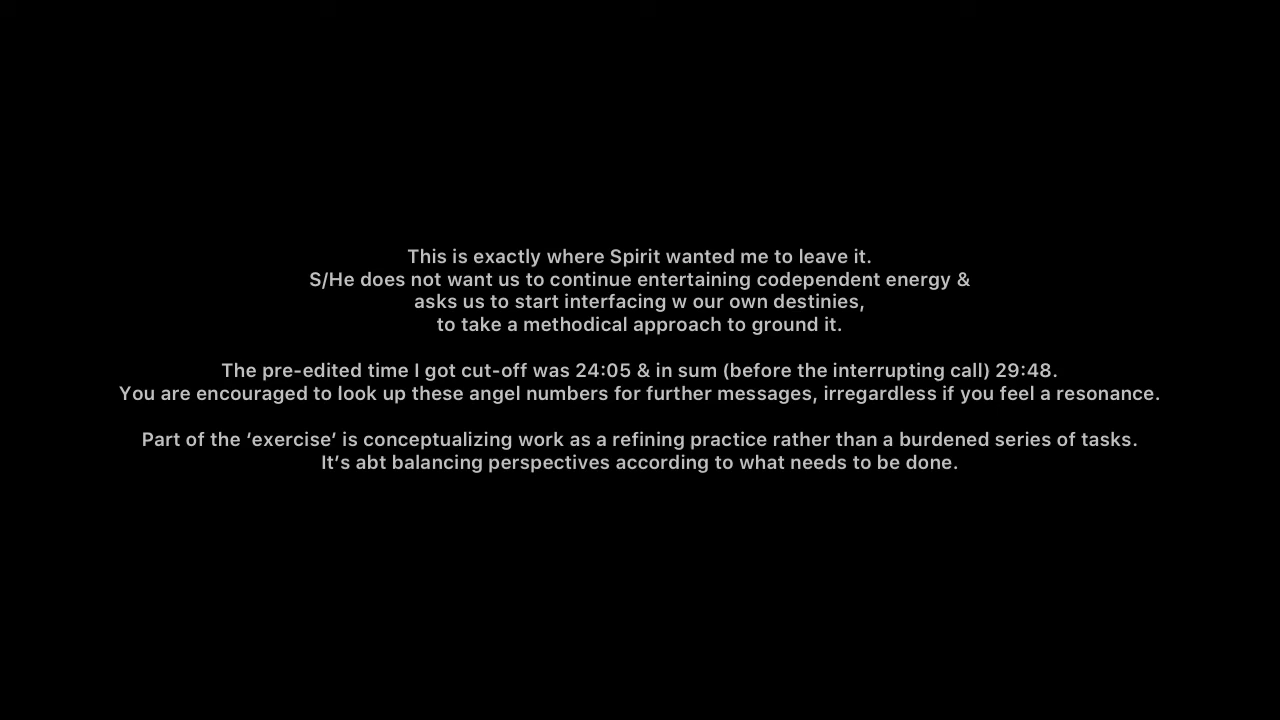 This is exactly where Spirit wanted me to leave it.
S/He does not want us to continue entertaining codependent energy &
asks us to start interfacing w our own destinies,
to take a methodical approach to ground it.
The pre-edited time I got cut-off was 24:05 & in sum (before the interrupting call) 29:48.
You are encouraged to look up these angel numbers for further messages, irregardless if you feel a resonance.
Part of the ‘exercise’ is conceptualizing work as a refining practice rather than a burdened series of tasks.
It’s abt balancing perspectives according to what needs to be done.